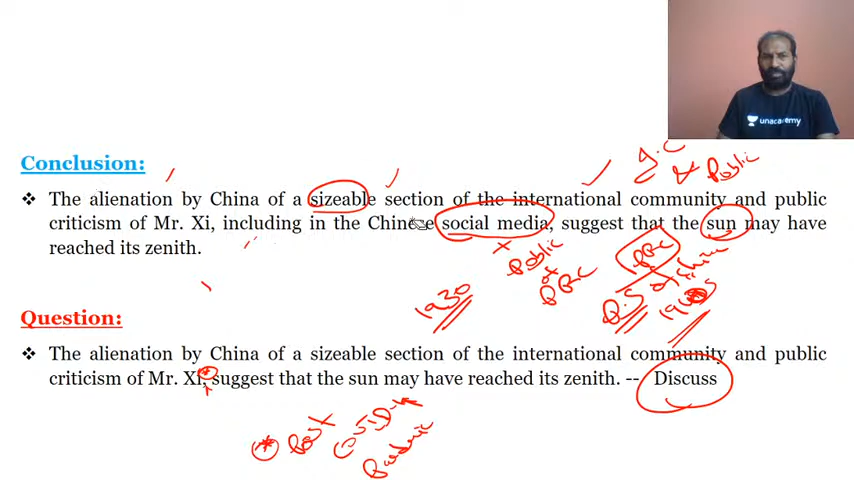 unacademy
I.C
& Public
Conclusion:
❖ The alienation by China of a sizeable section of the international community and public
criticism of Mr. Xi, including in the Chinese social media, suggest that the sun may have
reached its zenith.
Public
of
PRC
1930
Question:
❖ The alienation by China of a sizeable section of the international community and public
criticism of Mr. Xi, suggest that the sun may have reached its zenith. -- Discuss
Post